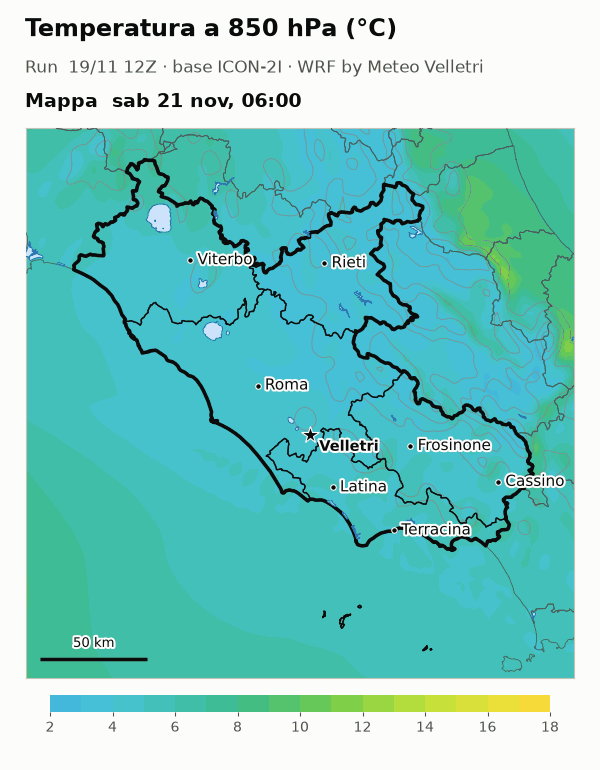 Temperatura a 850 hPa (°C)
Run  19/11 12Z · base ICON-2I · WRF by Meteo Velletri
Mappa  sab 21 nov, 06:00
Viterbo
Rieti
Roma
Velletri
Frosinone
Cassino
Latina
Terracina
50 km
2 4 6 8 10 12 14 16 18